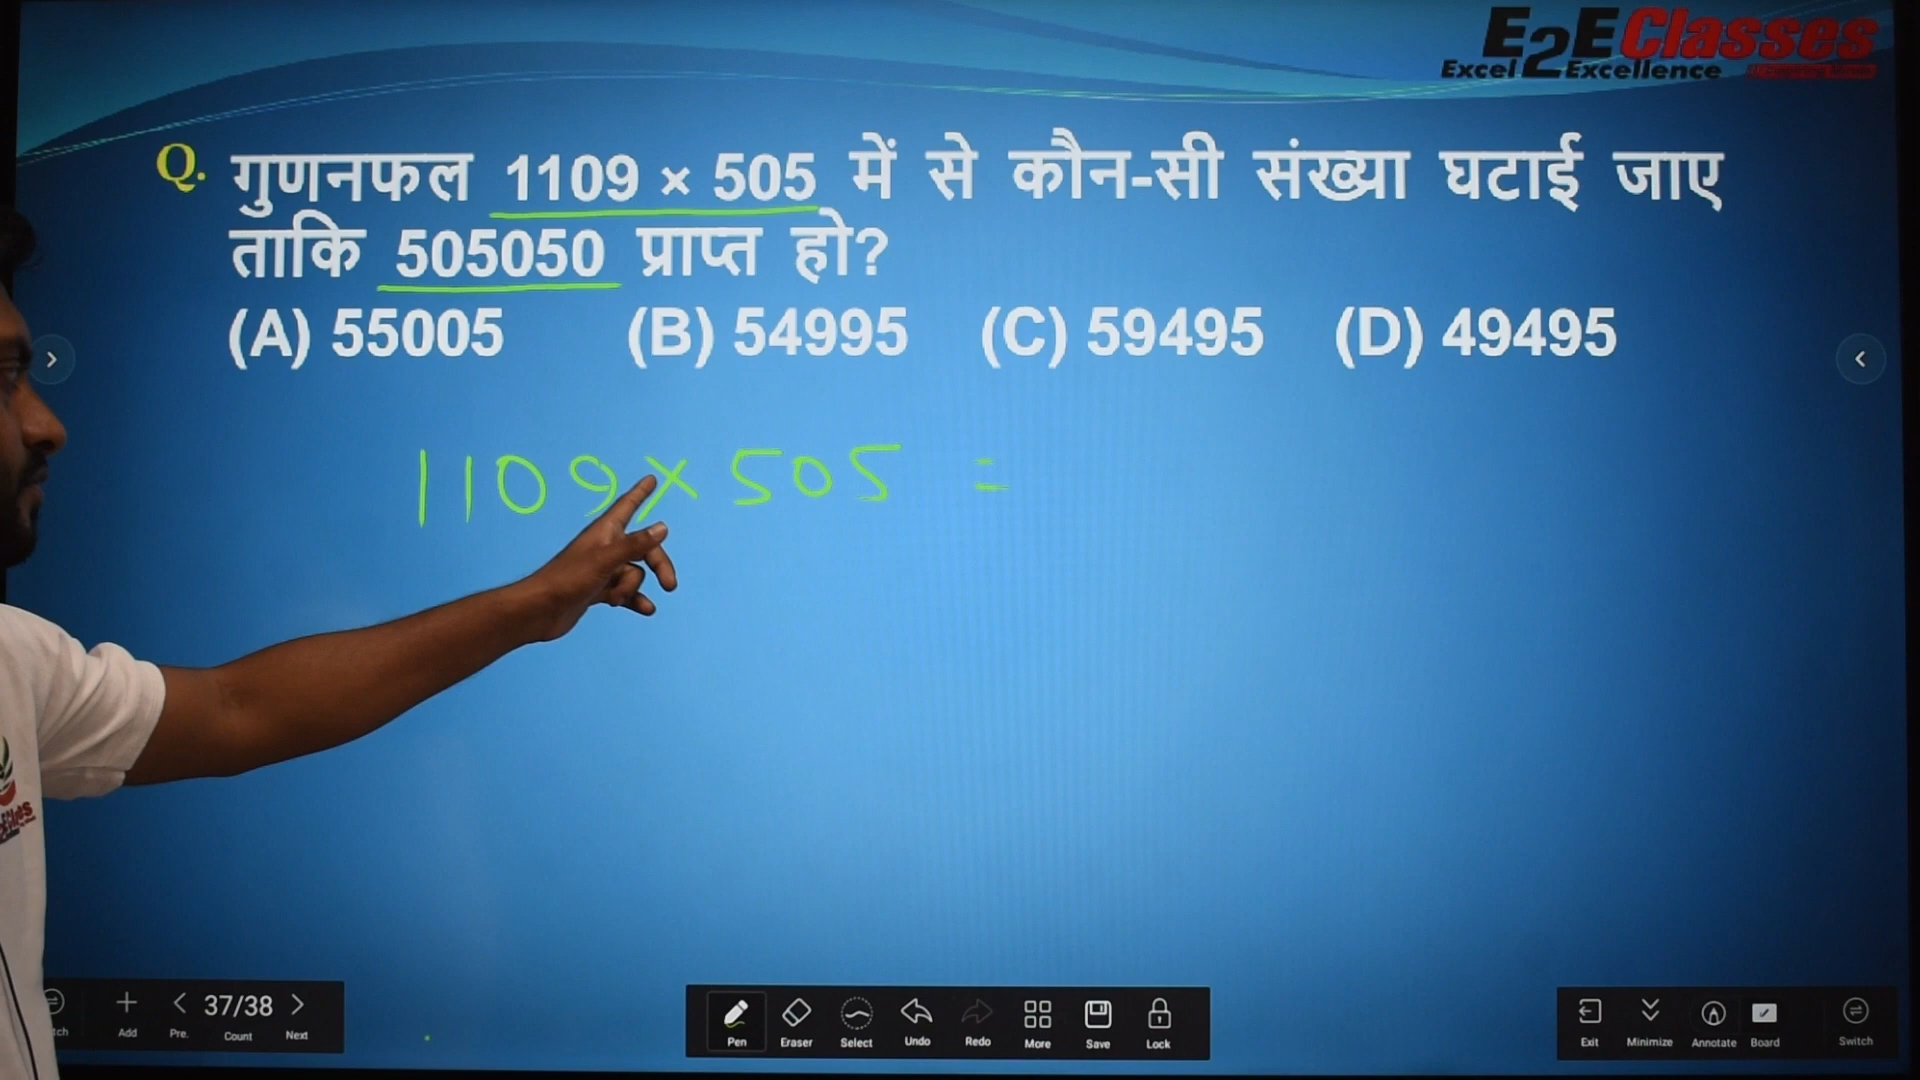 E2E Classes
Excel 2 Excellence
Q. गुणनफल 1109 × 505 में से कौन-सी संख्या घटाई जाए
ताकि 505050 प्राप्त हो?
(A) 55005 (B) 54995 (C) 59495 (D) 49495
1109 × 505 =
37/38
Add Pre. Count Next
Pen Eraser Select Undo Redo More Save Lock
Exit Minimize Annotate Board Switch